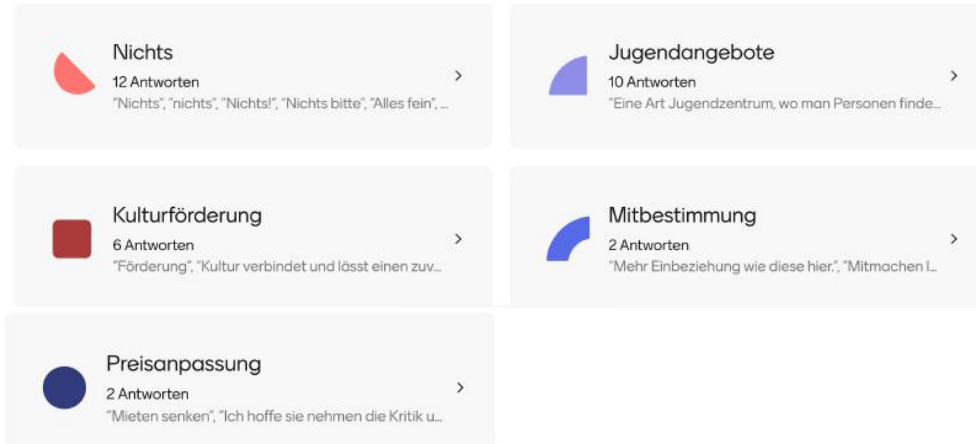 Nichts
12 Antworten
"Nichts", "nichts", "Nichts!", "Nichts bitte", "Alles fein", ...
Jugendangebote
10 Antworten
"Eine Art Jugendzentrum, wo man Personen finde...
Kulturförderung
6 Antworten
"Förderung", "Kultur verbindet und lässt einen zuv...
Mitbestimmung
2 Antworten
"Mehr Einbeziehung wie diese hier.", "Mitmachen l...
Preisanpassung
2 Antworten
"Mieten senken", "Ich hoffe sie nehmen die Kritik u...